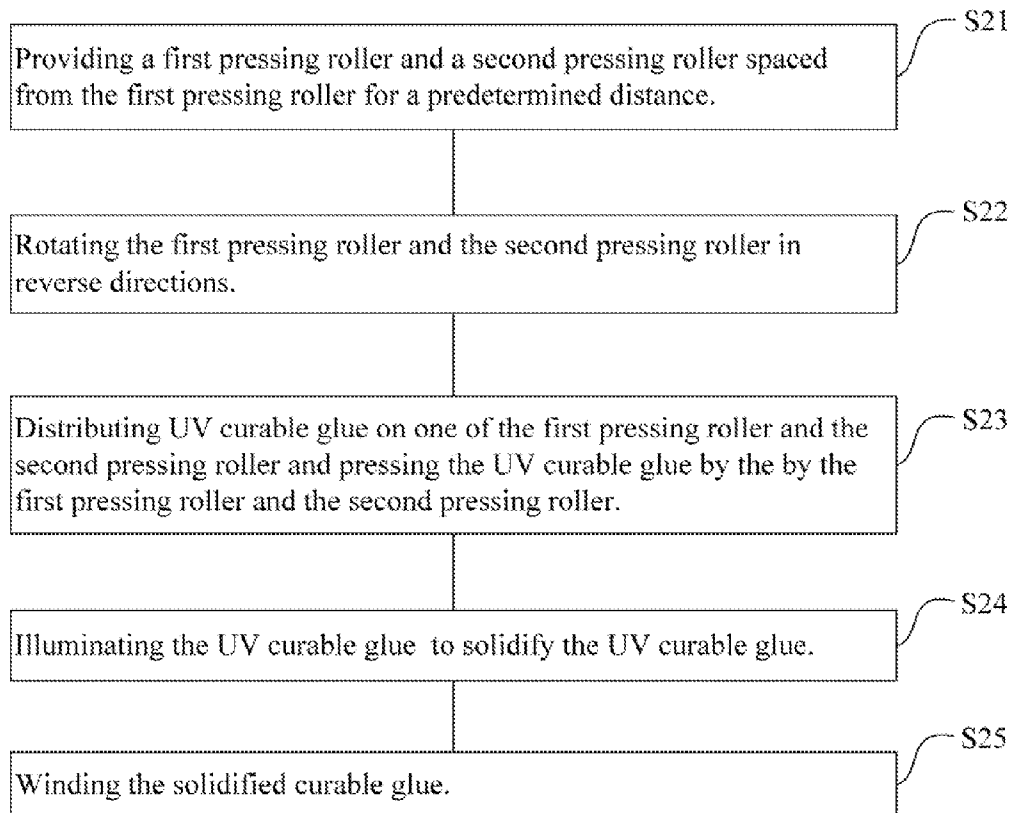 S21
Providing a first pressing roller and a second pressing roller spaced
from the first pressing roller for a predetermined distance.
S22
Rotating the first pressing roller and the second pressing roller in
reverse directions.
S23
Distributing UV curable glue on one of the first pressing roller and the
second pressing roller and pressing the UV curable glue by the by the
first pressing roller and the second pressing roller.
S24
Illuminating the UV curable glue to solidify the UV curable glue.
S25
Winding the solidified curable glue.